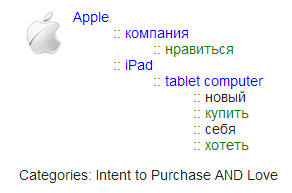 Apple
:: компания
:: нравиться
:: iPad
:: tablet computer
:: новый
:: купить
:: себя
:: хотеть
Categories: Intent to Purchase AND Love